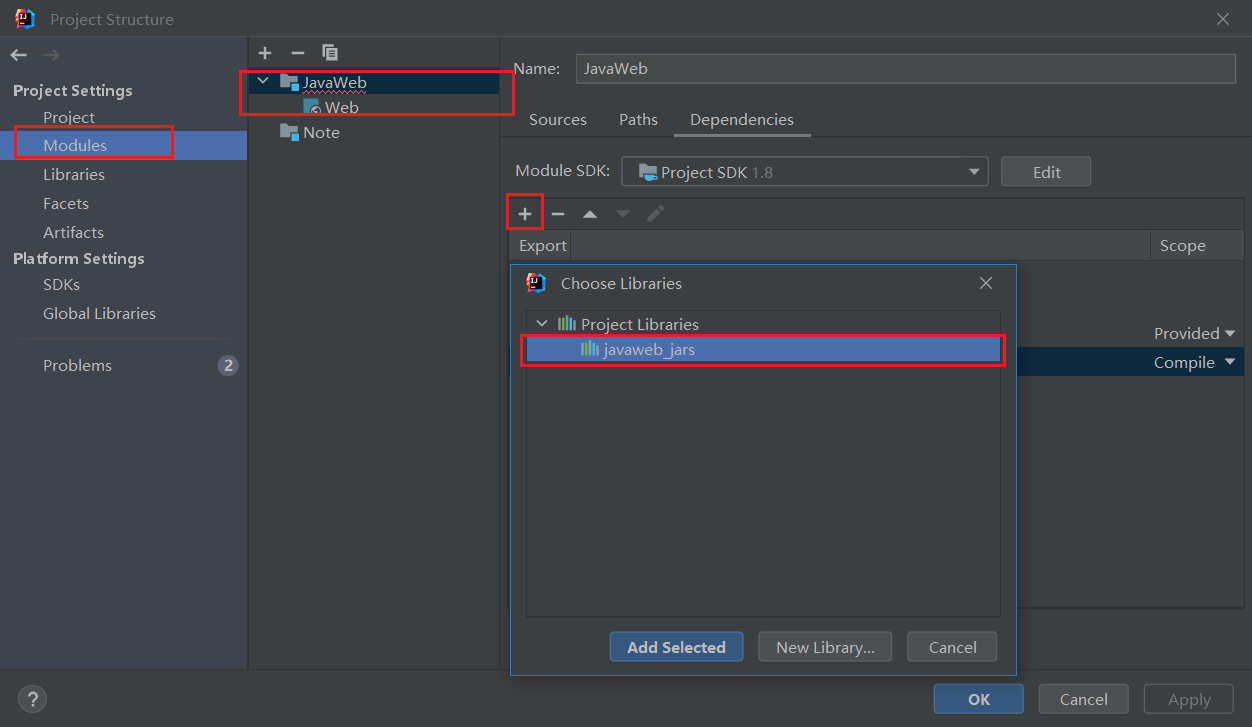 Project Structure
Project Settings
Project
Modules
Libraries
Facets
Artifacts
Platform Settings
SDKs
Global Libraries
Problems
2
JavaWeb
Web
Note
Name:
JavaWeb
Sources
Paths
Dependencies
Module SDK:
Project SDK 1.8
Edit
Export
Scope
Provided
Compile
Choose Libraries
Project Libraries
javaweb_jars
Add Selected
New Library...
Cancel
?
OK
Cancel
Apply